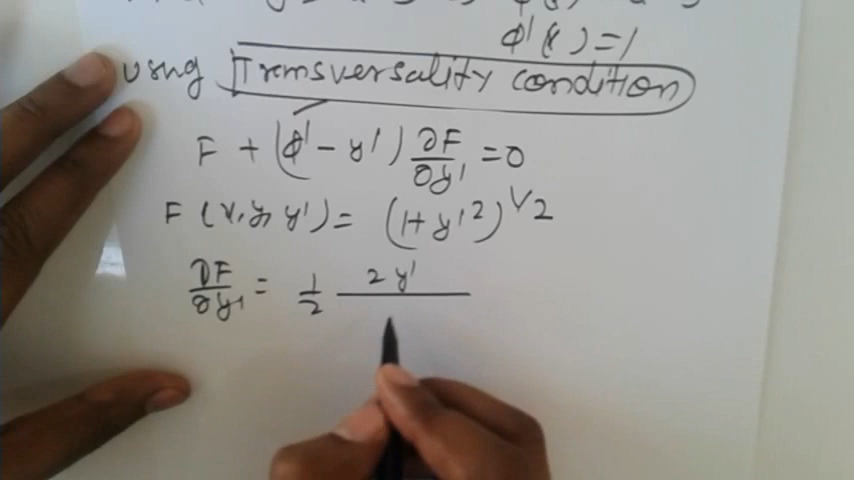 φ'(x) = 1
using Transversality condition
F + (φ' - y') ∂F/∂y' = 0
F (x, y, y') = (1 + y'²)^1/2
∂F/∂y' = 1/2 2y'